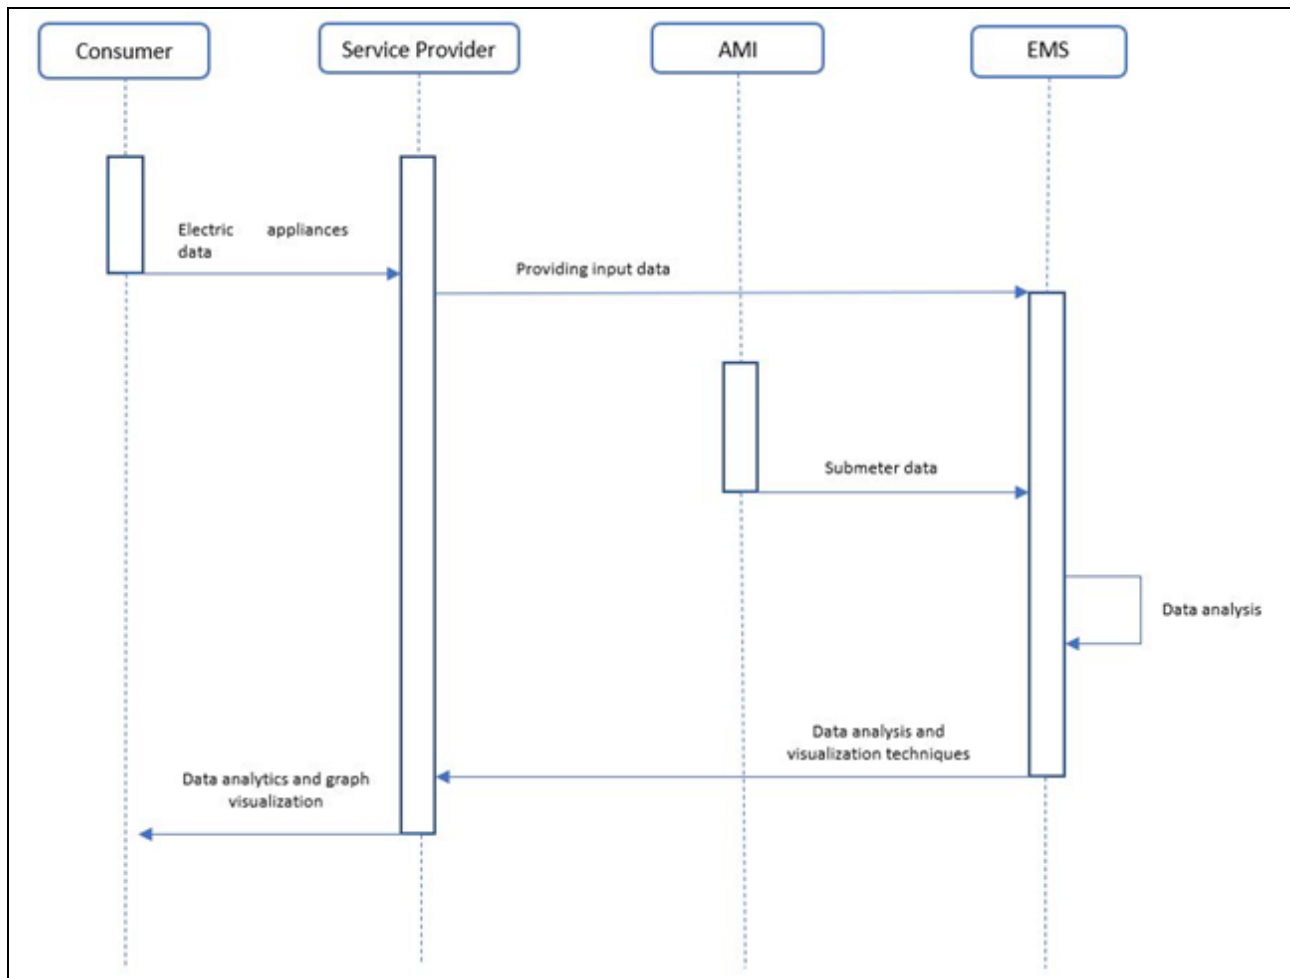 Consumer
Service Provider
AMI
EMS
Electric appliances
data
Providing input data
Submeter data
Data analysis
Data analysis and
visualization techniques
Data analytics and graph
visualization